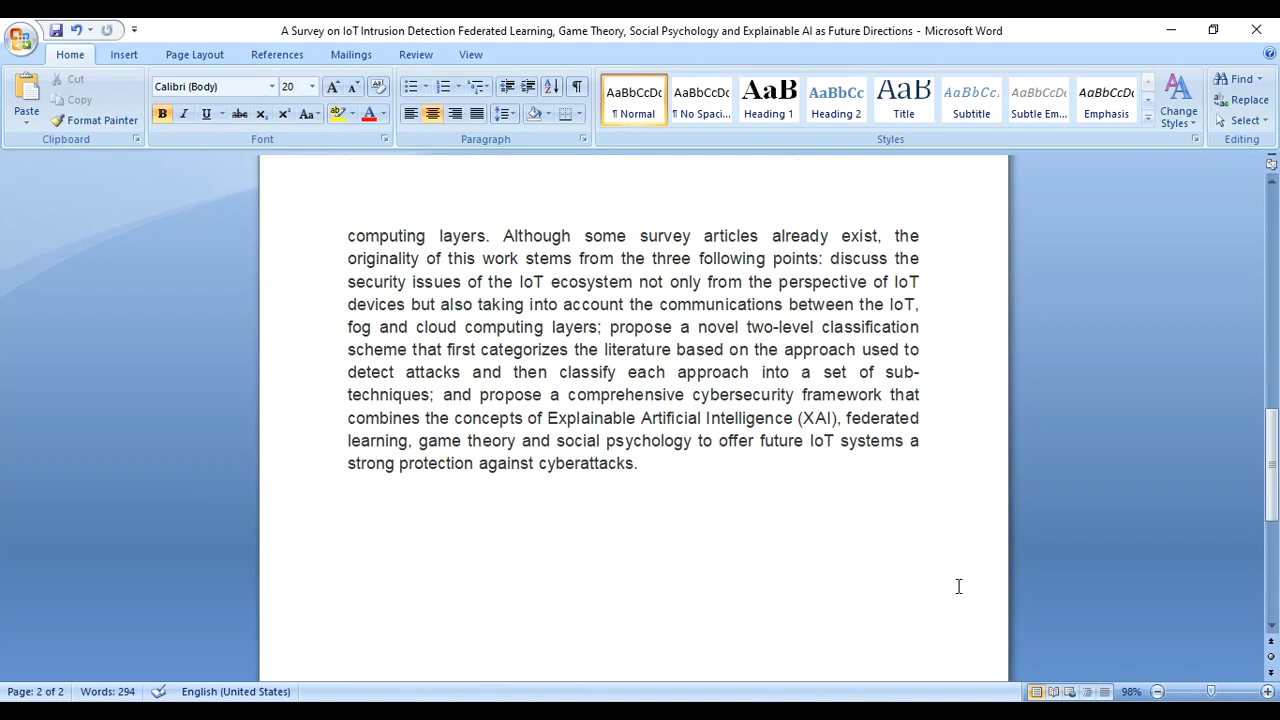 A Survey on IoT Intrusion Detection Federated Learning, Game Theory, Social Psychology and Explainable AI as Future Directions - Microsoft Word
Home Insert Page Layout References Mailings Review View
Paste
Cut
Copy
Format Painter
Clipboard
Calibri (Body) 20
Font
Paragraph
AaBbCcDc AaBbCcDc AaB AaBbCc AaB AaBbCc. AaBbCcDc AaBbCcDc
¶ Normal ¶ No Spaci... Heading 1 Heading 2 Title Subtitle Subtle Em... Emphasis
Change Styles
Styles
Find
Replace
Select
Editing
computing layers. Although some survey articles already exist, the
originality of this work stems from the three following points: discuss the
security issues of the IoT ecosystem not only from the perspective of IoT
devices but also taking into account the communications between the IoT,
fog and cloud computing layers; propose a novel two-level classification
scheme that first categorizes the literature based on the approach used to
detect attacks and then classify each approach into a set of sub-
techniques; and propose a comprehensive cybersecurity framework that
combines the concepts of Explainable Artificial Intelligence (XAI), federated
learning, game theory and social psychology to offer future IoT systems a
strong protection against cyberattacks.
Page: 2 of 2 Words: 294 English (United States) 98%